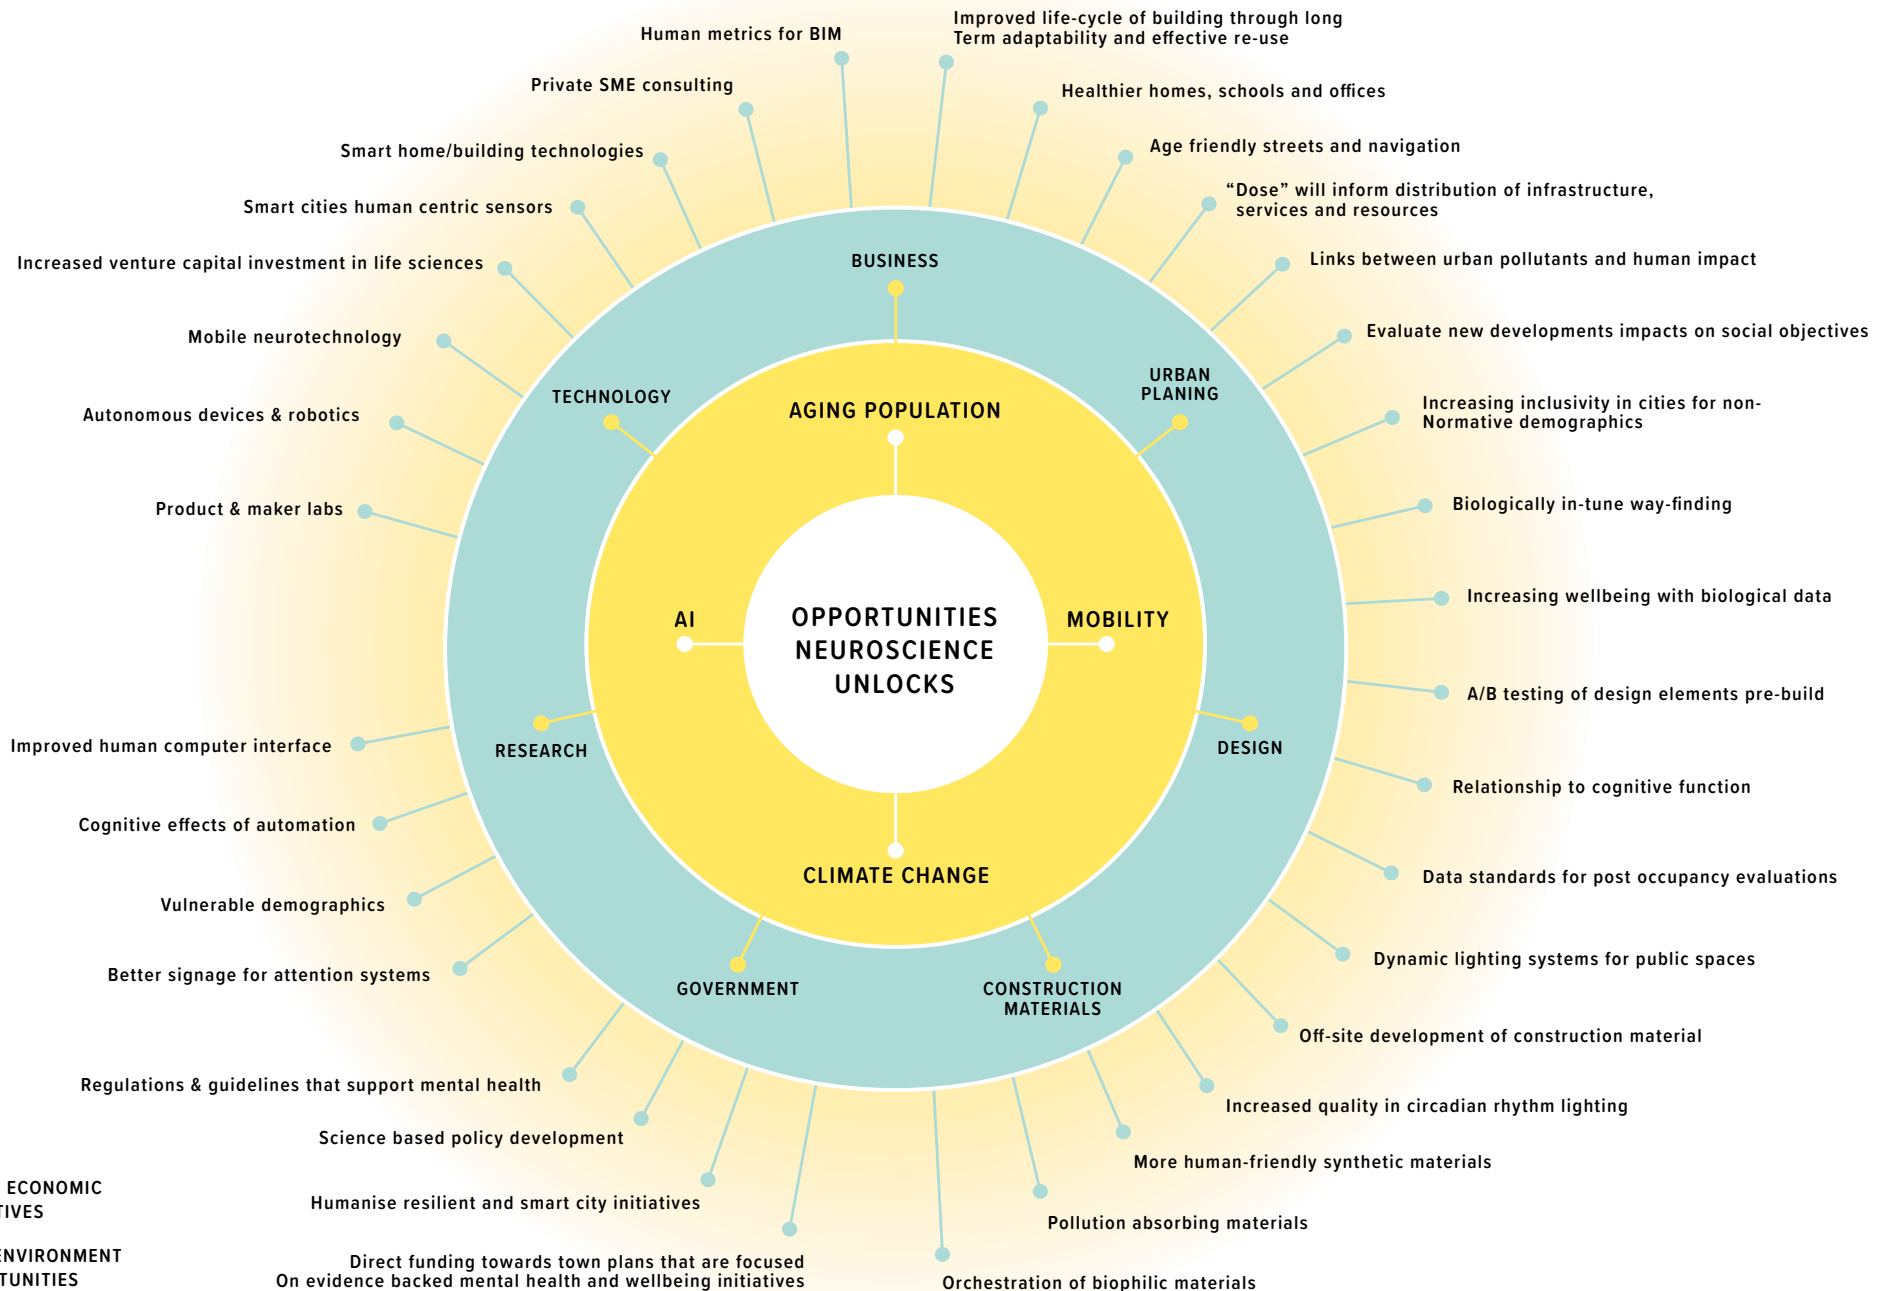 Human metrics for BIM
Improved life-cycle of building through long
Term adaptability and effective re-use
Private SME consulting
Healthier homes, schools and offices
Smart home/building technologies
Age friendly streets and navigation
Smart cities human centric sensors
“Dose” will inform distribution of infrastructure,
services and resources
Increased venture capital investment in life sciences
Links between urban pollutants and human impact
Mobile neurotechnology
Evaluate new developments impacts on social objectives
Autonomous devices & robotics
Increasing inclusivity in cities for non-
Normative demographics
Product & maker labs
Biologically in-tune way-finding
Increasing wellbeing with biological data
A/B testing of design elements pre-build
Improved human computer interface
Relationship to cognitive function
Cognitive effects of automation
Data standards for post occupancy evaluations
Vulnerable demographics
Dynamic lighting systems for public spaces
Better signage for attention systems
Off-site development of construction material
Regulations & guidelines that support mental health
Increased quality in circadian rhythm lighting
Science based policy development
More human-friendly synthetic materials
Humanise resilient and smart city initiatives
Pollution absorbing materials
Direct funding towards town plans that are focused
On evidence backed mental health and wellbeing initiatives
Orchestration of biophilic materials
BUSINESS
TECHNOLOGY
URBAN
PLANING
RESEARCH
DESIGN
GOVERNMENT
CONSTRUCTION
MATERIALS
AGING POPULATION
AI
MOBILITY
CLIMATE CHANGE
OPPORTUNITIES
NEUROSCIENCE
UNLOCKS
ECONOMIC
TIVES
ENVIRONMENT
TUNITIES